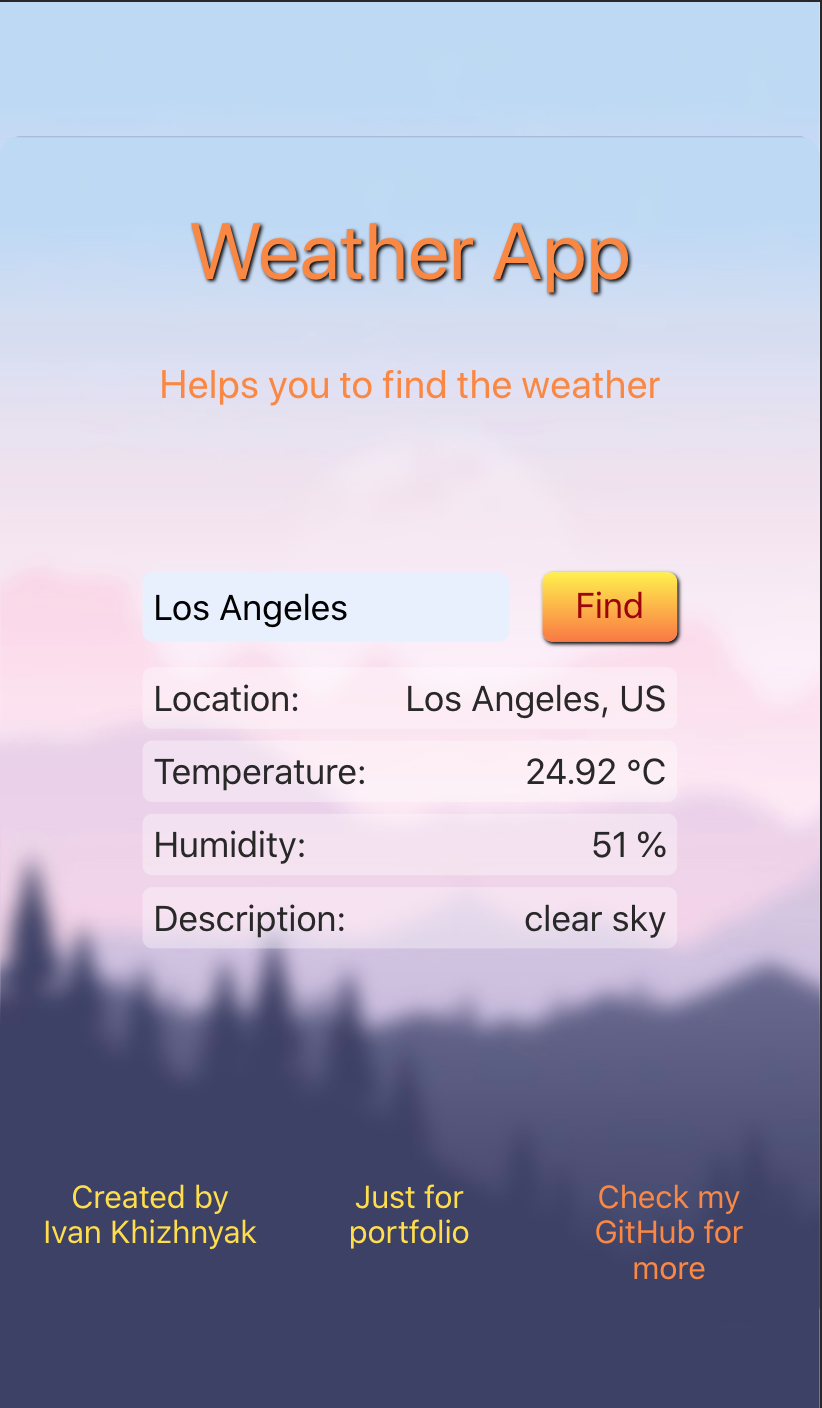 Weather App
Helps you to find the weather
Los Angeles
Find
Location: Los Angeles, US
Temperature: 24.92 °C
Humidity: 51 %
Description: clear sky
Created by
Ivan Khizhnyak
Just for
portfolio
Check my
GitHub for
more